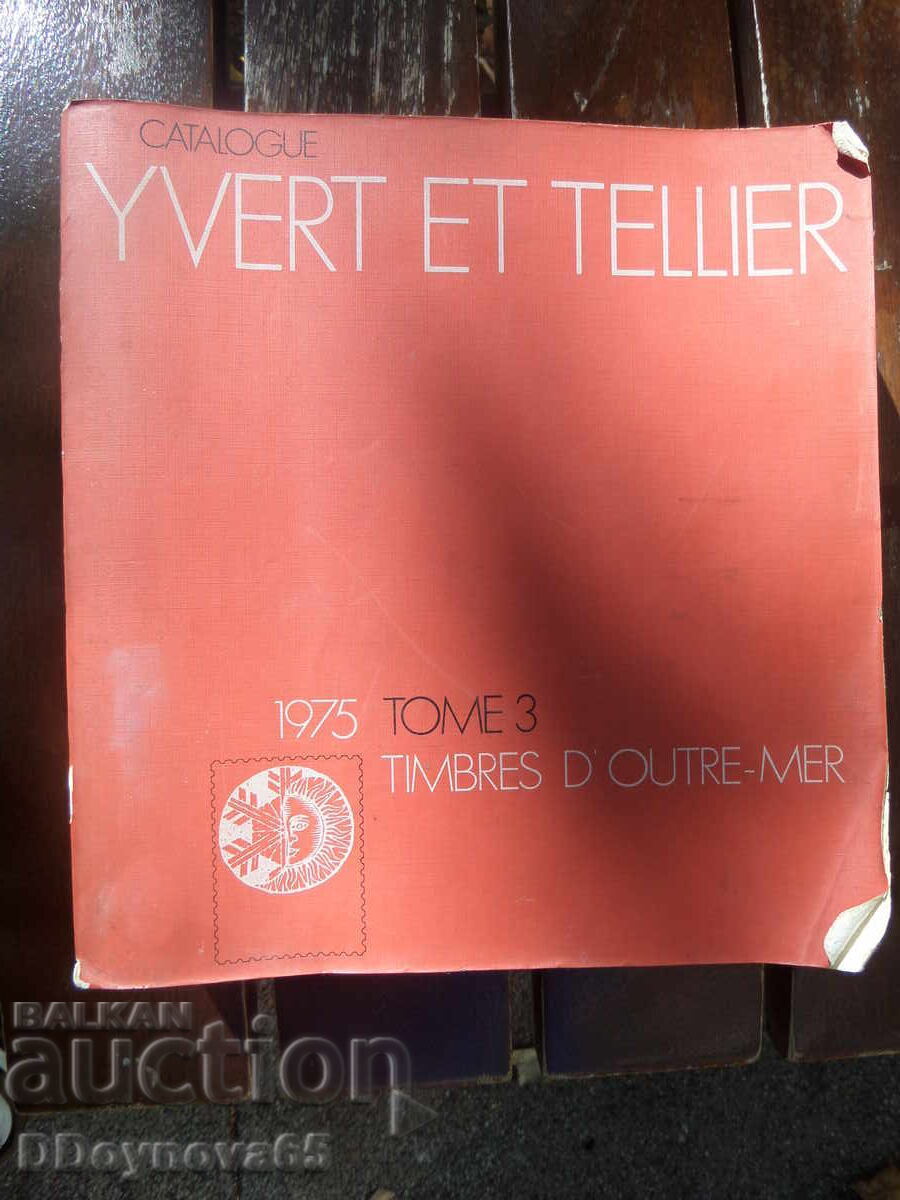 CATALOGUE
YVERT ET TELLIER
1975 TOME 3
TIMBRES D'OUTRE-MER
BALKAN
auction
DDoynova65